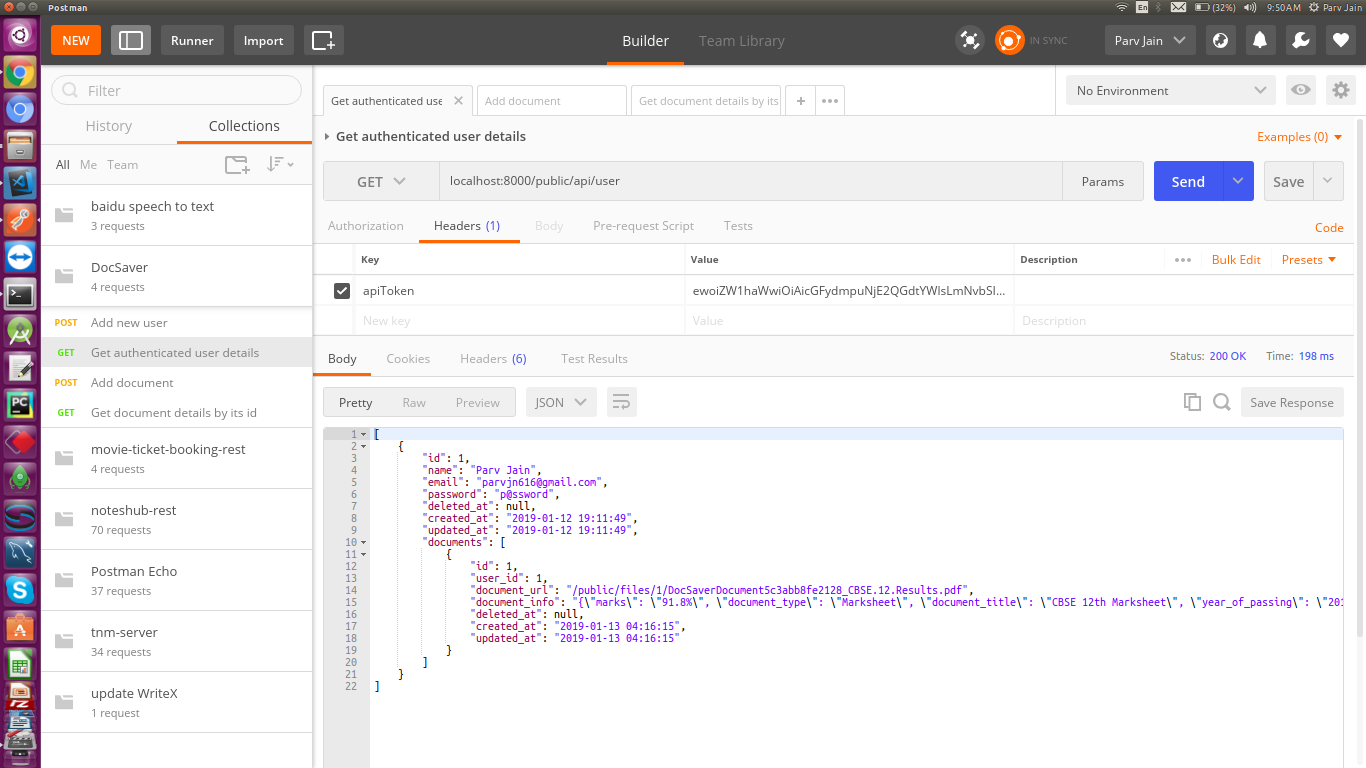 Postman
En
(32%)
9:50AM
Parv Jain
NEW
Runner
Import
Builder
Team Library
IN SYNC
Parv Jain
Filter
History
Collections
All Me Team
baidu speech to text
3 requests
DocSaver
4 requests
POST Add new user
GET Get authenticated user details
POST Add document
GET Get document details by its id
movie-ticket-booking-rest
4 requests
noteshub-rest
70 requests
Postman Echo
37 requests
tnm-server
34 requests
update WriteX
1 request
Get authenticated use
Add document
Get document details by its
No Environment
Get authenticated user details
Examples (0)
GET
localhost:8000/public/api/user
Params
Send
Save
Authorization
Headers (1)
Body
Pre-request Script
Tests
Code
Key Value Description
Bulk Edit
Presets
apiToken ewoiZW1haWwiOiAicGFydmpuNjE2QGdtYWlsLmNvbSI...
New key Value Description
Body
Cookies
Headers (6)
Test Results
Status: 200 OK
Time: 198 ms
Pretty
Raw
Preview
JSON
Save Response
1 [
2 {
3 "id": 1,
4 "name": "Parv Jain",
5 "email": "parvjn616@gmail.com",
6 "password": "p@ssword",
7 "deleted_at": null,
8 "created_at": "2019-01-12 19:11:49",
9 "updated_at": "2019-01-12 19:11:49",
10 "documents": [
11 {
12 "id": 1,
13 "user_id": 1,
14 "document_url": "/public/files/1/DocSaverDocument5c3abb8fe2128_CBSE.12.Results.pdf",
15 "document_info": "{\"marks\": \"91.8%\", \"document_type\": \"Marksheet\", \"document_title\": \"CBSE 12th Marksheet\", \"year_of_passing\": \"201
16 "deleted_at": null,
17 "created_at": "2019-01-13 04:16:15",
18 "updated_at": "2019-01-13 04:16:15"
19 }
20 ]
21 }
22 ]
PC